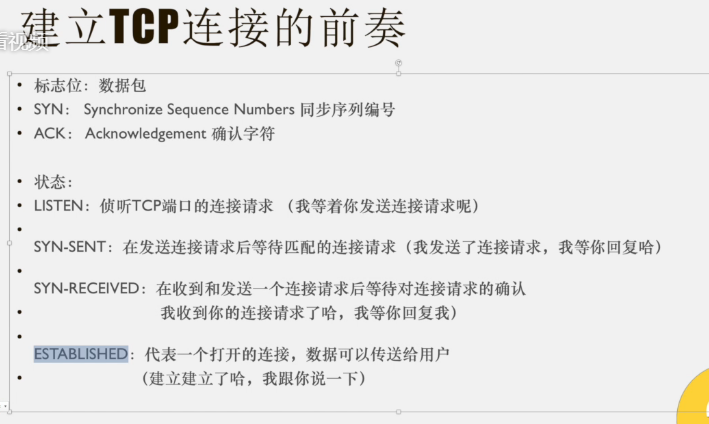 建立TCP连接的前奏
看视频
• 标志位：数据包
• SYN： Synchronize Sequence Numbers 同步序列编号
• ACK： Acknowledgement 确认字符
• 状态：
• LISTEN：侦听TCP端口的连接请求 （我等着你发送连接请求呢）
•
SYN-SENT：在发送连接请求后等待匹配的连接请求（我发送了连接请求，我等你回复哈）
•
SYN-RECEIVED：在收到和发送一个连接请求后等待对连接请求的确认
• 我收到你的连接请求了哈，我等你回复我）
•
ESTABLISHED：代表一个打开的连接，数据可以传送给用户
• （建立建立了哈，我跟你说一下）